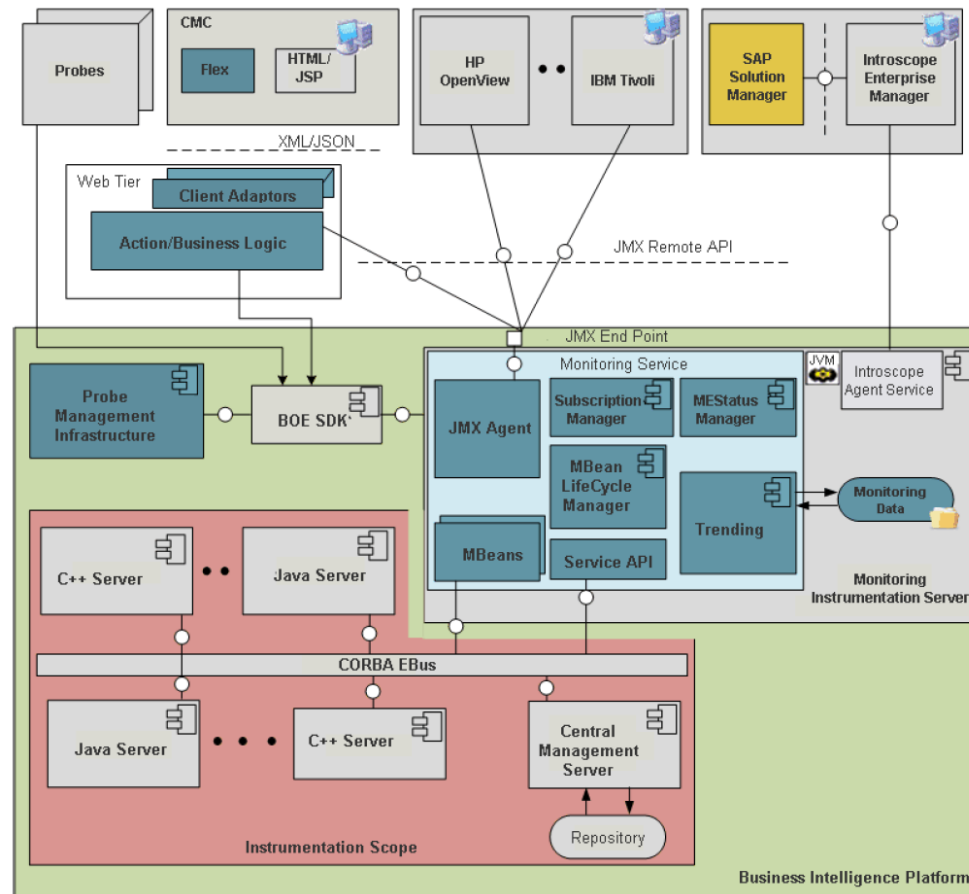 Probes
CMC
Flex
HTML/
JSP
HP
OpenView
IBM Tivoli
SAP
Solution
Manager
Introscope
Enterprise
Manager
XML/JSON
Web Tier
Client Adaptors
Action/Business Logic
JMX Remote API
JMX End Point
Monitoring Service
JVM
Introscope
Agent Service
Probe
Management
Infrastructure
BOE SDK
JMX Agent
Subscription
Manager
MEStatus
Manager
MBean
LifeCycle
Manager
Trending
Monitoring
Data
MBeans
Service API
Monitoring
Instrumentation Server
C++ Server
Java Server
CORBA EBus
Java Server
C++ Server
Central
Management
Server
Repository
Instrumentation Scope
Business Intelligence Platform